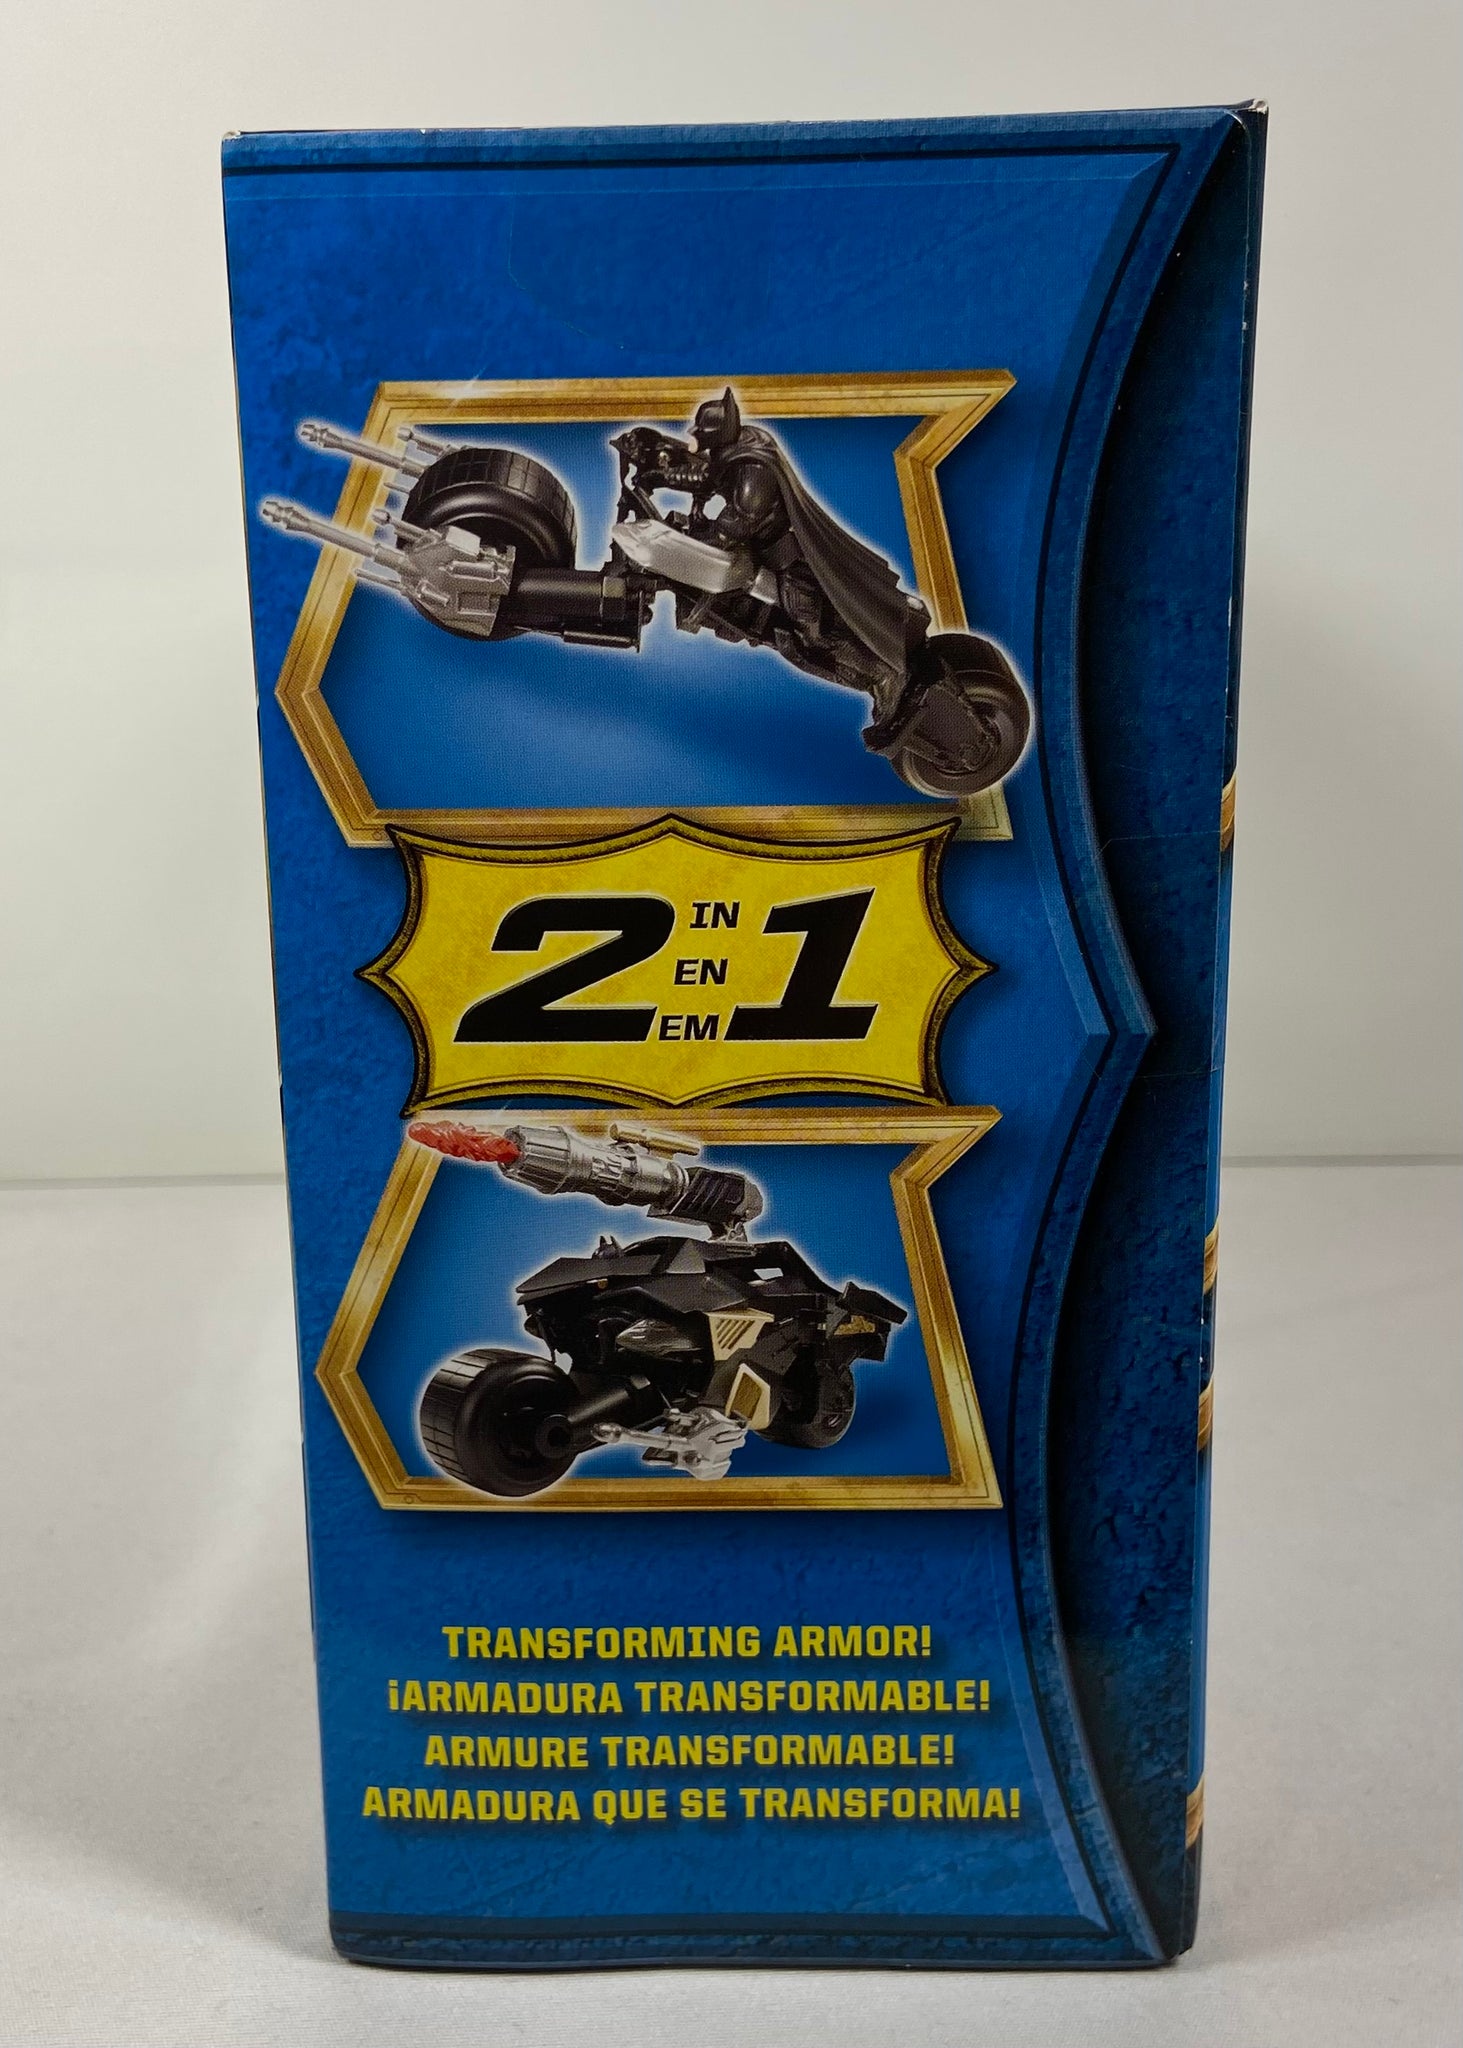 2 IN EN EM 1
TRANSFORMING ARMOR!
¡ARMADURA TRANSFORMABLE!
ARMURE TRANSFORMABLE!
ARMADURA QUE SE TRANSFORMA!